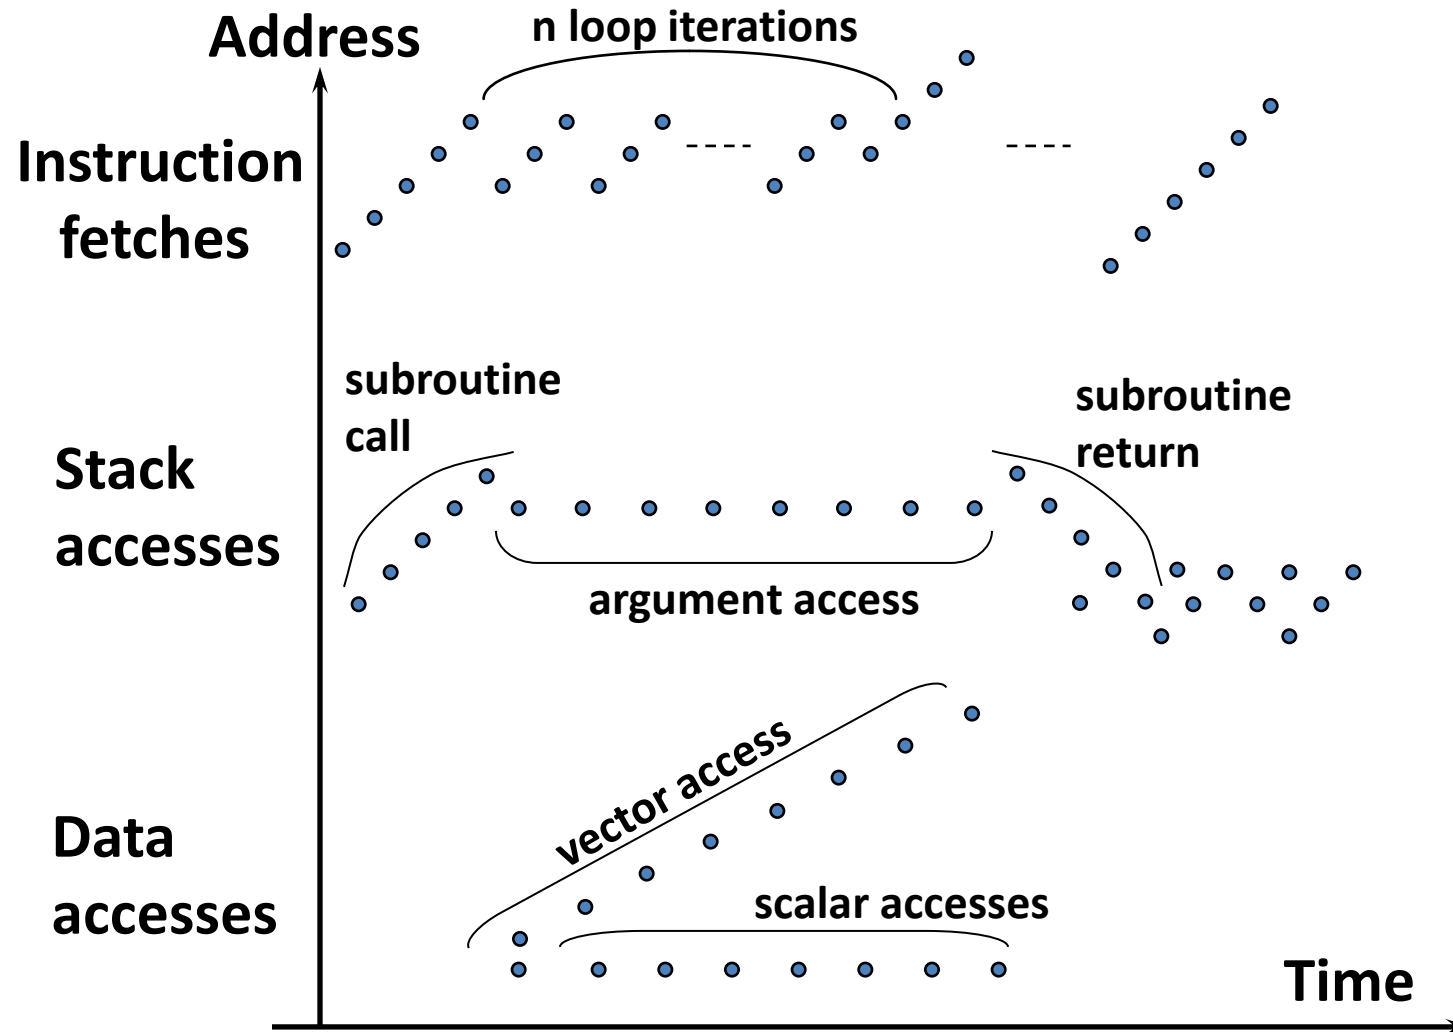 Address
n loop iterations
Instruction
fetches
subroutine
call
subroutine
return
Stack
accesses
argument access
vector access
Data
accesses
scalar accesses
Time